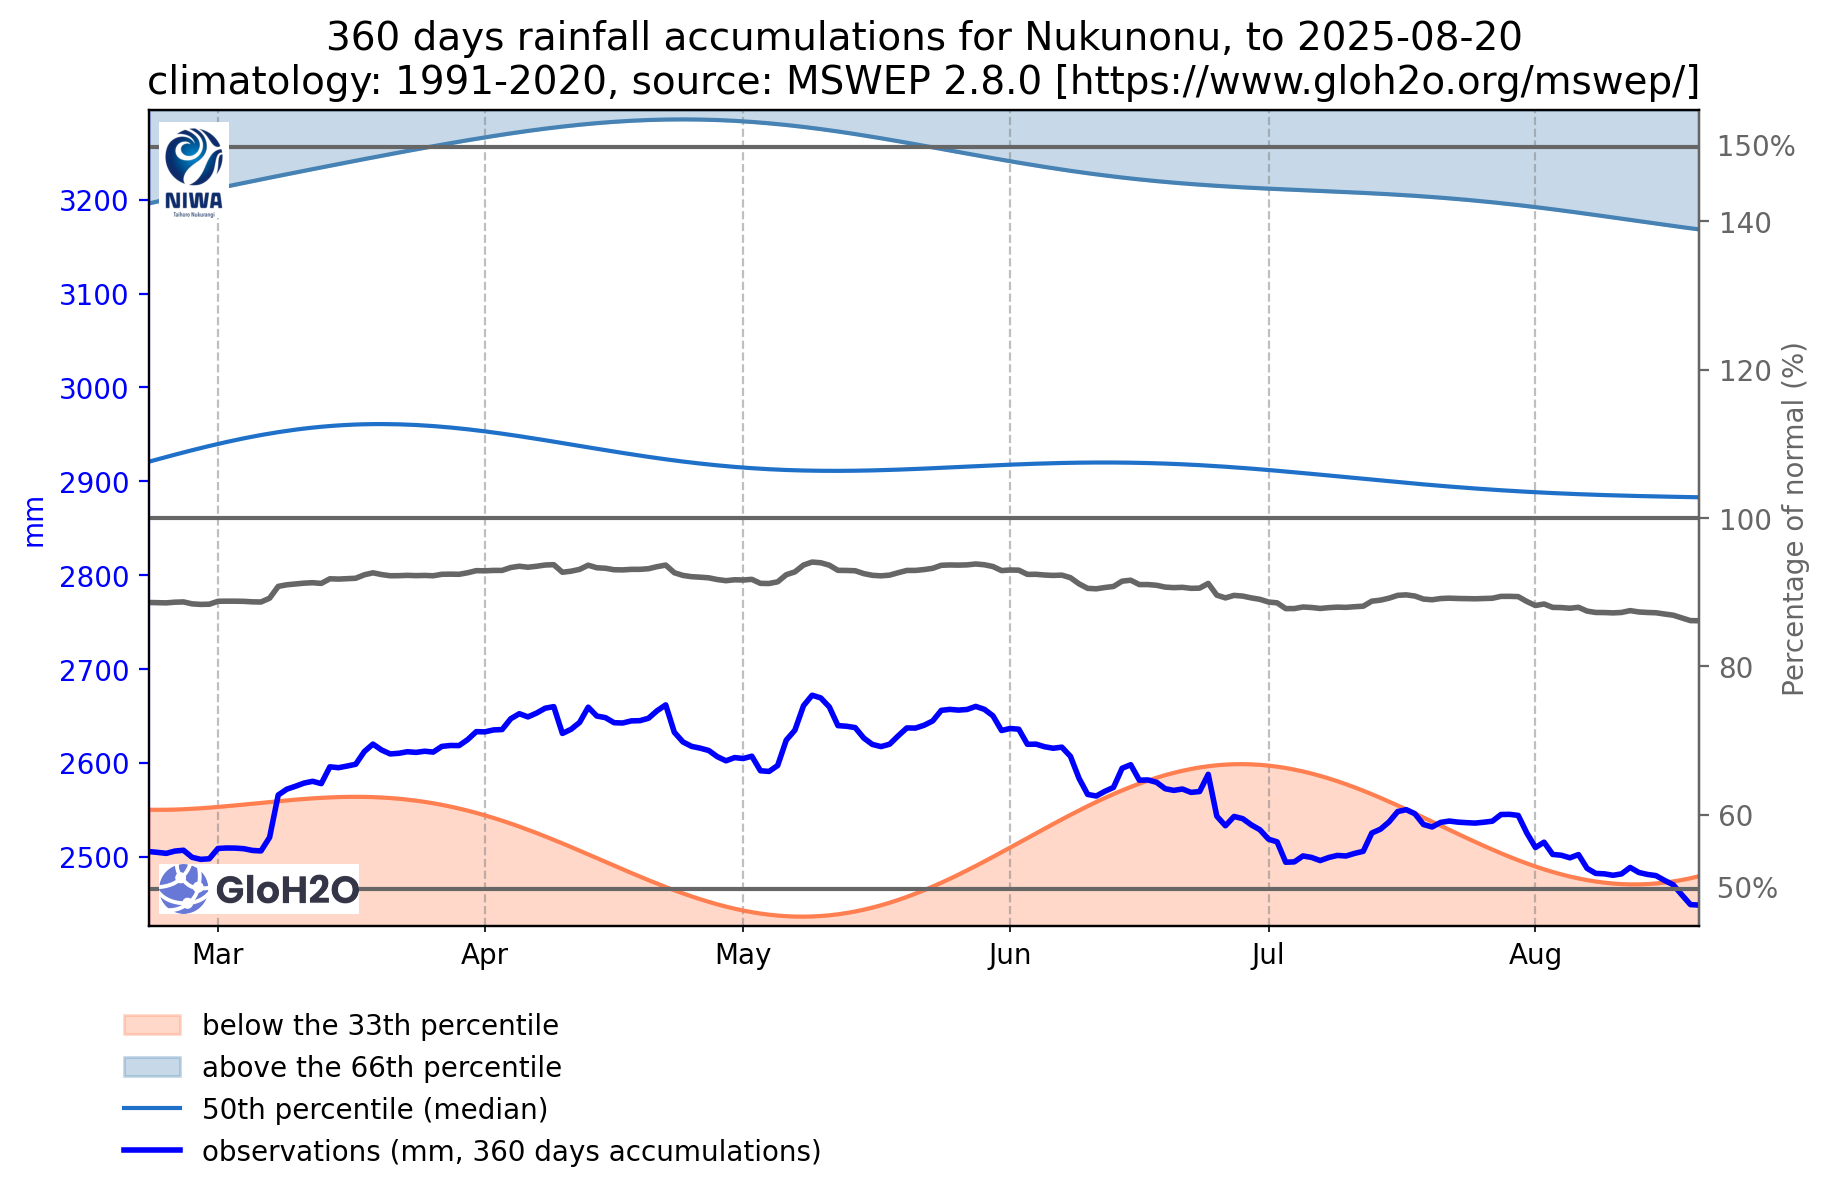 360 days rainfall accumulations for Nukunonu, to 2025-08-20
climatology: 1991-2020, source: MSWEP 2.8.0 [https://www.gloh2o.org/mswep/]
NIWA
Taihoro Nukurangi
3200
3100
3000
2900
2800
2700
2600
2500
mm
150%
140
120
100
80
60
50%
Percentage of normal (%)
GloH2O
Mar
Apr
May
Jun
Jul
Aug
below the 33th percentile
above the 66th percentile
50th percentile (median)
observations (mm, 360 days accumulations)